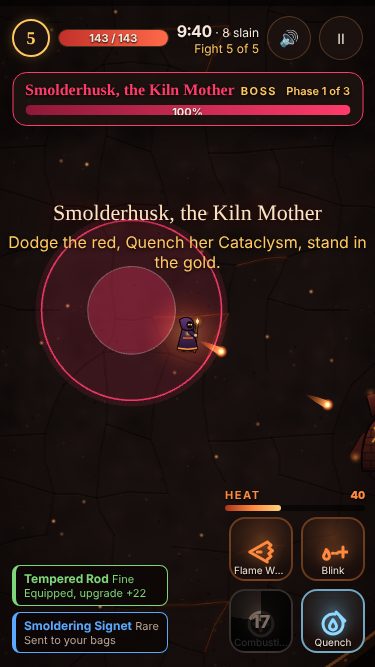 5
143 / 143
9:40 · 8 slain
Fight 5 of 5
Smolderhusk, the Kiln Mother BOSS Phase 1 of 3
100%
Smolderhusk, the Kiln Mother
Dodge the red, Quench her Cataclysm, stand in
the gold.
HEAT 40
Flame W...
Blink
17
Combusti...
Quench
Tempered Rod Fine
Equipped, upgrade +22
Smoldering Signet Rare
Sent to your bags